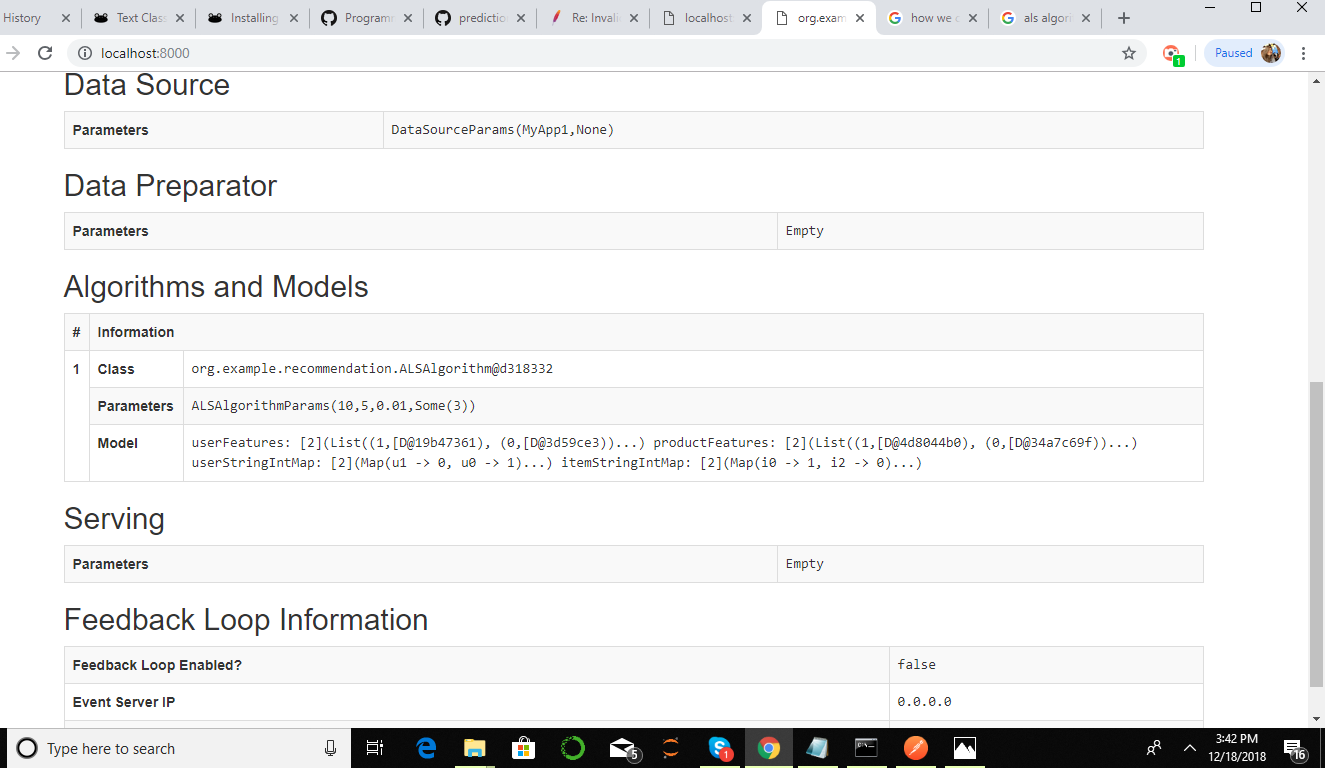 History
Text Clas
Installing
Program
predictio
Re: Invali
localhost
org.exam
how we c
als algori
localhost:8000
1
Paused
Data Source
Parameters DataSourceParams(MyApp1,None)
Data Preparator
Parameters Empty
Algorithms and Models
# Information
1 Class org.example.recommendation.ALSAlgorithm@d318332
Parameters ALSAlgorithmParams(10,5,0.01,Some(3))
Model userFeatures: [2](List((1,[D@19b47361), (0,[D@3d59ce3))...) productFeatures: [2](List((1,[D@4d8044b0), (0,[D@34a7c69f))...)
userStringIntMap: [2](Map(u1 -> 0, u0 -> 1)...) itemStringIntMap: [2](Map(i0 -> 1, i2 -> 0)...)
Serving
Parameters Empty
Feedback Loop Information
Feedback Loop Enabled? false
Event Server IP 0.0.0.0
Type here to search
5
1
3:42 PM
12/18/2018
16